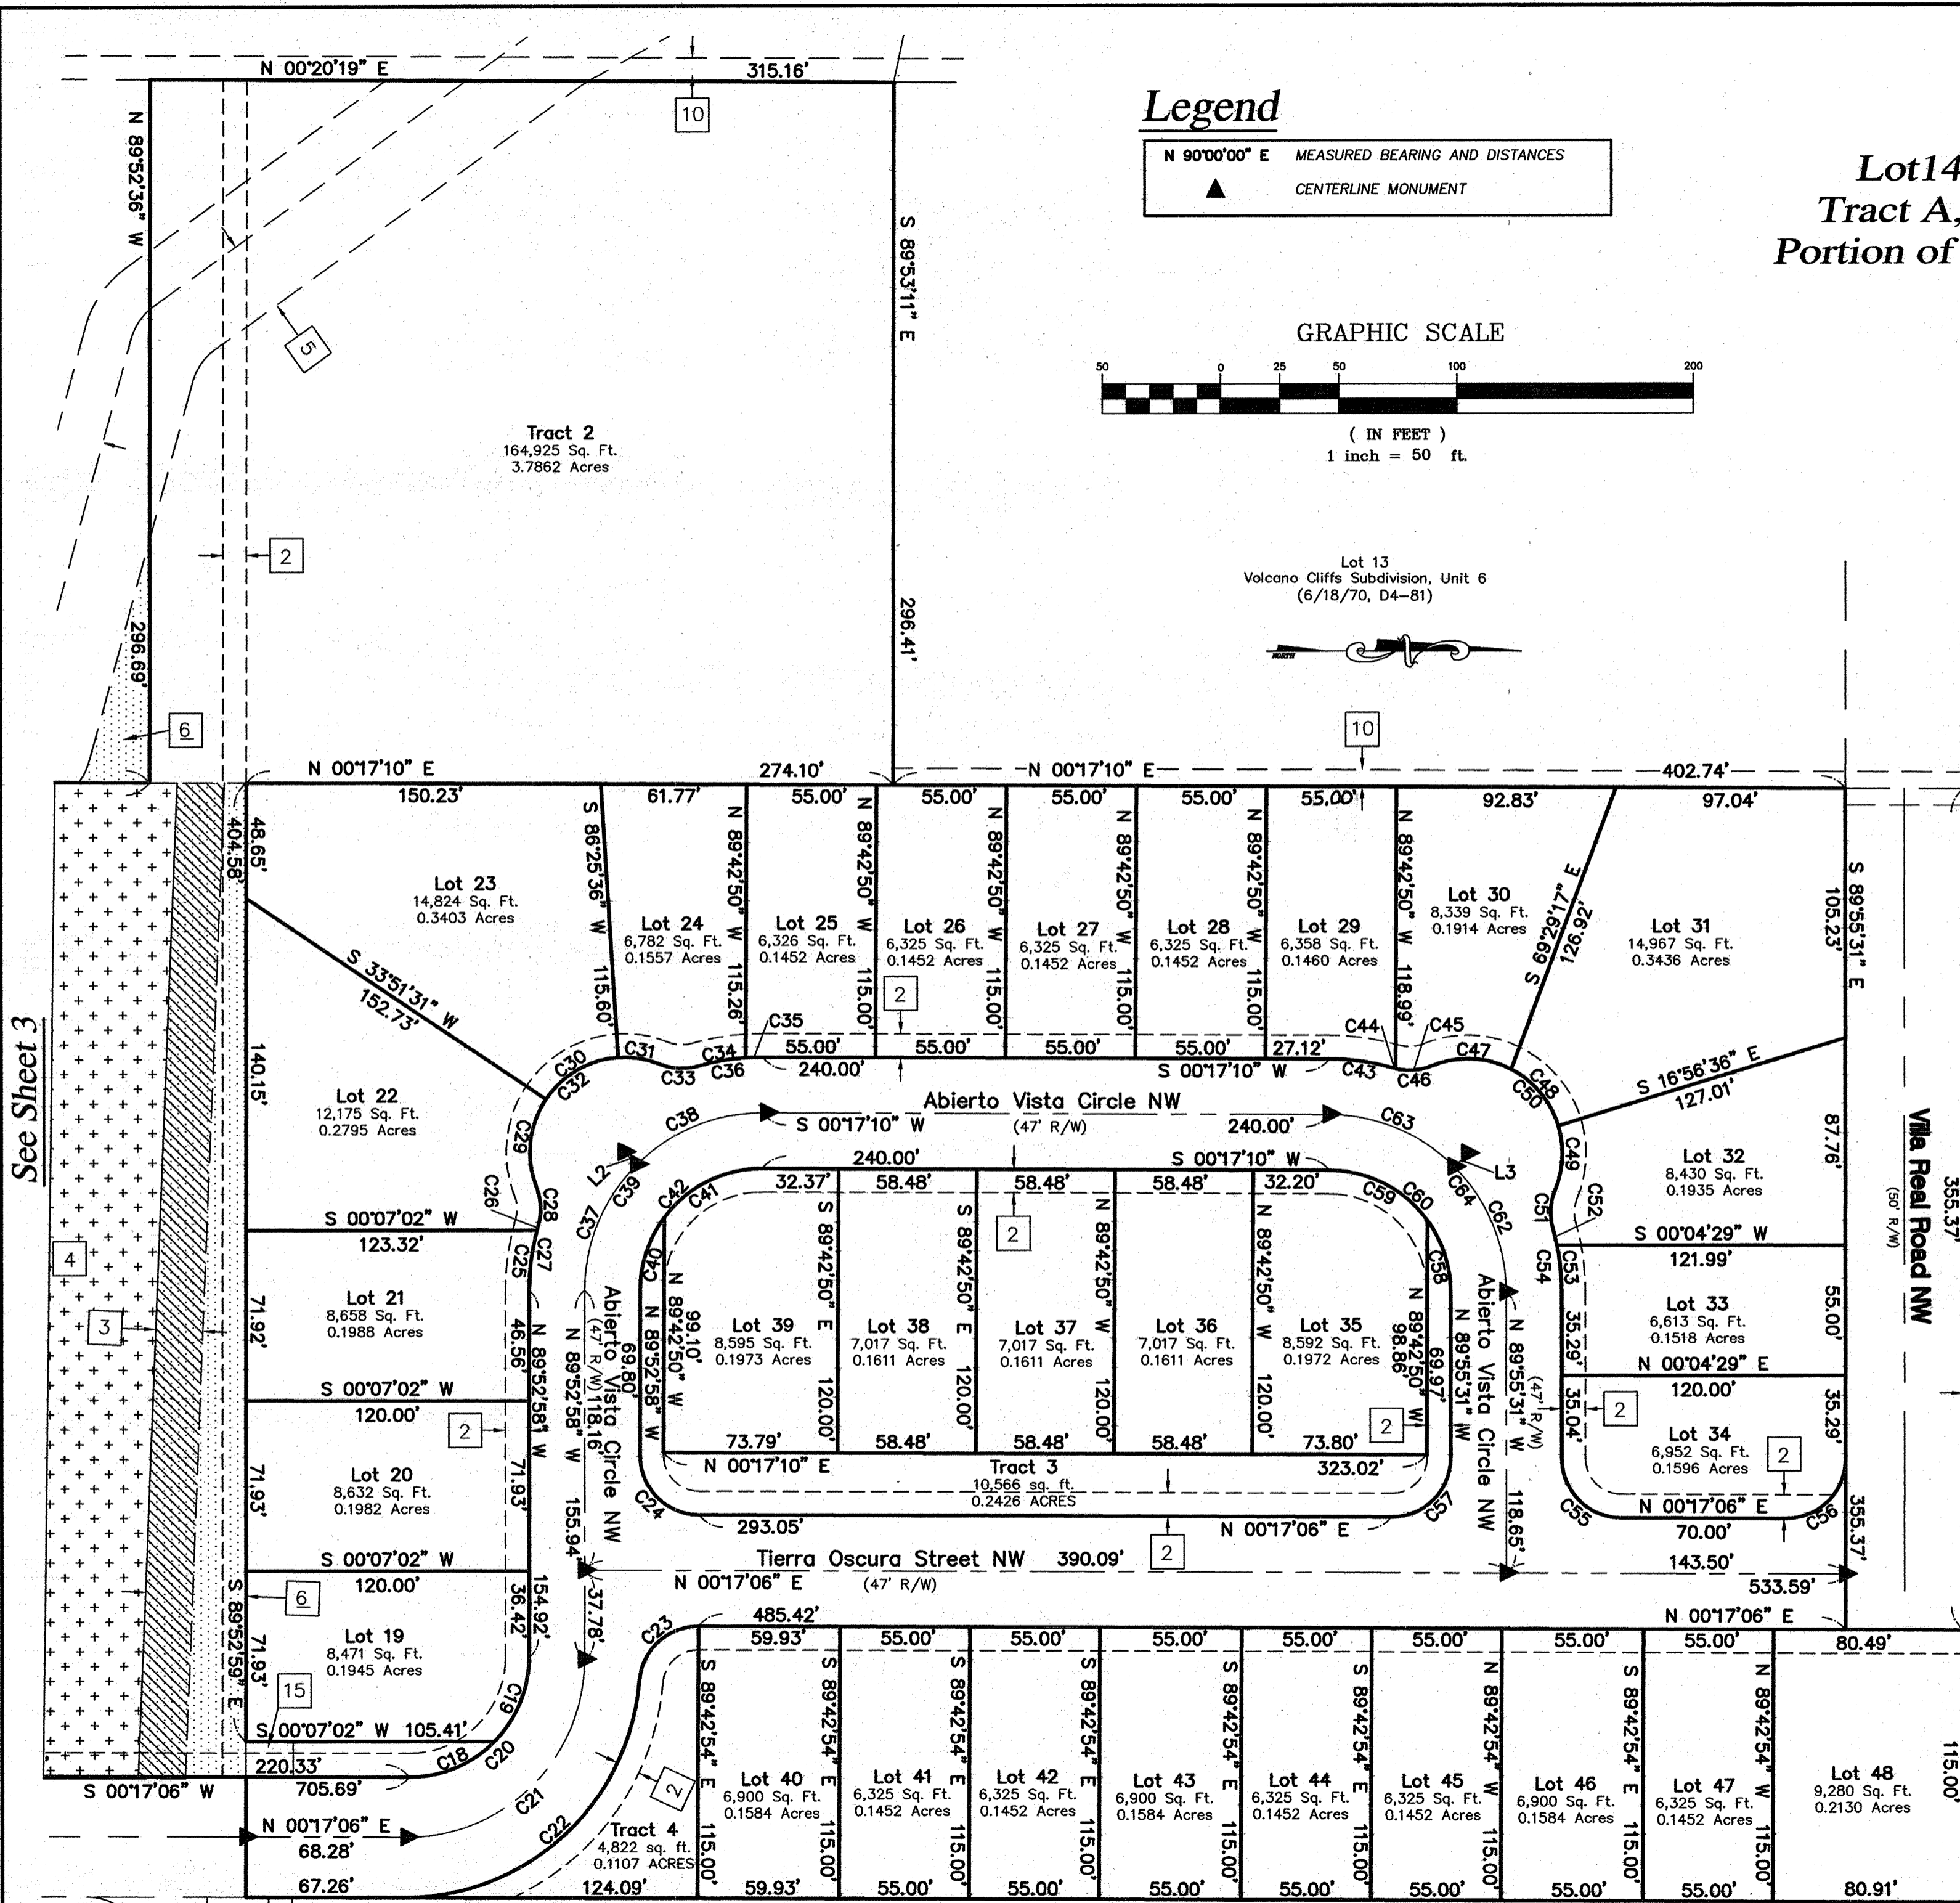 N 00°20'19" E
315.16'
10
N 89°52'36" W
296.69'
S 89°53'11" E
296.41'
5
2
6
Tract 2
164,925 Sq. Ft.
3.7862 Acres
Legend
N 90°00'00" E MEASURED BEARING AND DISTANCES
CENTERLINE MONUMENT
Lot14
Tract A,
Portion of
GRAPHIC SCALE
50 0 25 50 100 200
( IN FEET )
1 inch = 50 ft.
Lot 13
Volcano Cliffs Subdivision, Unit 6
(6/18/70, D4-81)
NORTH
10
N 00°17'10" E
274.10'
N 00°17'10" E
402.74'
150.23'
61.77'
55.00'
55.00'
55.00'
55.00'
55.00'
92.83'
97.04'
See Sheet 3
4
3
404.58'
48.65'
140.15'
71.92'
71.93'
71.93'
S 89°52'59" E
Lot 23
14,824 Sq. Ft.
0.3403 Acres
S 86°25'36" W
115.60'
Lot 24
6,782 Sq. Ft.
0.1557 Acres
N 89°42'50" W
115.26'
Lot 25
6,326 Sq. Ft.
0.1452 Acres
N 89°42'50" W
115.00'
Lot 26
6,325 Sq. Ft.
0.1452 Acres
N 89°42'50" W
115.00'
Lot 27
6,325 Sq. Ft.
0.1452 Acres
N 89°42'50" W
115.00'
Lot 28
6,325 Sq. Ft.
0.1452 Acres
N 89°42'50" W
115.00'
Lot 29
6,358 Sq. Ft.
0.1460 Acres
N 89°42'50" W
118.99'
Lot 30
8,339 Sq. Ft.
0.1914 Acres
S 69°29'17" E
126.92'
Lot 31
14,967 Sq. Ft.
0.3436 Acres
S 89°55'31" E
105.23'
S 33°51'31" W
152.73'
2
C35
C44
C45
C30
C31
C34
55.00'
55.00'
55.00'
55.00'
27.12'
C47
C32
C33
C36
240.00'
S 00°17'10" W
C43
C46
C48
C50
S 16°56'36" E
127.01'
Lot 22
12,175 Sq. Ft.
0.2795 Acres
C29
C26
C28
Abierto Vista Circle NW
S 00°17'10" W
(47' R/W)
240.00'
C38
C63
L2
C39
C37
L3
C64
C62
C49
C51
C52
Lot 32
8,430 Sq. Ft.
0.1935 Acres
87.76'
Villa Real Road NW
(50' R/W)
355.37'
240.00'
S 00°17'10" W
C42
C41
32.37'
58.48'
58.48'
58.48'
32.20'
C59
C60
2
S 00°07'02" W
123.32'
C25
C27
S 00°04'29" W
121.99'
C54
C53
Lot 21
8,658 Sq. Ft.
0.1988 Acres
46.56'
N 89°52'58" W
N 89°52'58" W
118.16'
155.94'
Abierto Vista Circle NW
(47' R/W)
69.80'
N 89°52'58" W
C40
N 89°42'50" W
99.10'
Lot 39
8,595 Sq. Ft.
0.1973 Acres
S 89°42'50" E
120.00'
Lot 38
7,017 Sq. Ft.
0.1611 Acres
S 89°42'50" E
120.00'
Lot 37
7,017 Sq. Ft.
0.1611 Acres
N 89°42'50" W
120.00'
Lot 36
7,017 Sq. Ft.
0.1611 Acres
N 89°42'50" W
120.00'
Lot 35
8,592 Sq. Ft.
0.1972 Acres
N 89°42'50" W
98.86'
C58
69.97'
N 89°55'31" W
Abierto Vista Circle NW
(47' R/W)
N 89°55'31" W
118.65'
35.29'
Lot 33
6,613 Sq. Ft.
0.1518 Acres
55.00'
N 00°04'29" E
120.00'
35.04'
2
Lot 34
6,952 Sq. Ft.
0.1596 Acres
35.29'
2
S 00°07'02" W
120.00'
2
Lot 20
8,632 Sq. Ft.
0.1982 Acres
71.93'
73.79'
58.48'
58.48'
58.48'
73.80'
2
N 00°17'10" E
323.02'
Tract 3
10,566 sq. ft.
0.2426 ACRES
C24
C57
293.05'
N 00°17'06" E
2
C55
N 00°17'06" E
70.00'
C56
355.37'
S 00°07'02" W
120.00'
6
36.42'
154.92'
37.78'
Tierra Oscura Street NW 390.09'
N 00°17'06" E
(47' R/W)
143.50'
533.59'
N 00°17'06" E
485.42'
C23
59.93'
55.00'
55.00'
55.00'
55.00'
55.00'
55.00'
55.00'
80.49'
Lot 19
8,471 Sq. Ft.
0.1945 Acres
15
C19
S 00°07'02" W 105.41'
220.33'
C18
C20
S 00°17'06" W
705.69'
C21
N 00°17'06" E
68.28'
C22
67.26'
2
Tract 4
4,822 sq. ft.
0.1107 ACRES
124.09'
S 89°42'54" E
115.00'
Lot 40
6,900 Sq. Ft.
0.1584 Acres
S 89°42'54" E
115.00'
Lot 41
6,325 Sq. Ft.
0.1452 Acres
S 89°42'54" E
115.00'
Lot 42
6,325 Sq. Ft.
0.1452 Acres
S 89°42'54" E
115.00'
Lot 43
6,900 Sq. Ft.
0.1584 Acres
S 89°42'54" E
115.00'
Lot 44
6,325 Sq. Ft.
0.1452 Acres
S 89°42'54" E
115.00'
Lot 45
6,325 Sq. Ft.
0.1452 Acres
N 89°42'54" W
115.00'
Lot 46
6,900 Sq. Ft.
0.1584 Acres
S 89°42'54" E
115.00'
Lot 47
6,325 Sq. Ft.
0.1452 Acres
N 89°42'54" W
115.00'
Lot 48
9,280 Sq. Ft.
0.2130 Acres
115.00'
59.93'
55.00'
55.00'
55.00'
55.00'
55.00'
55.00'
55.00'
80.91'